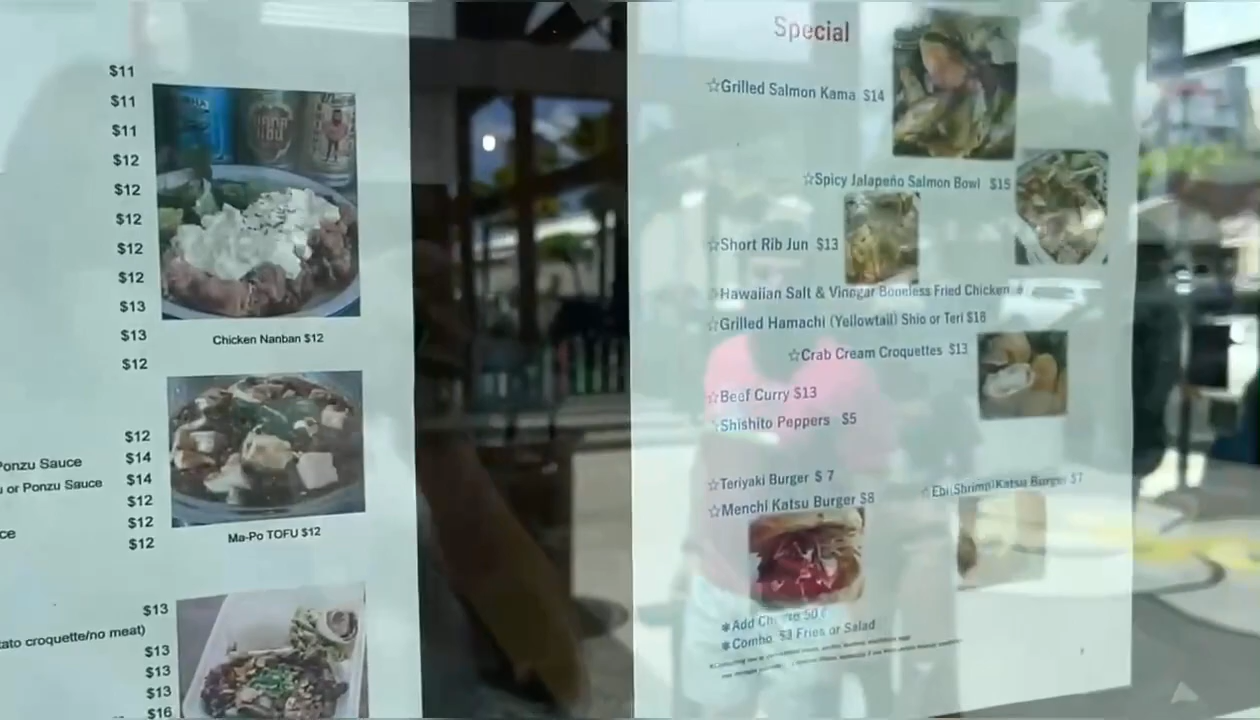 $11
$11
$11
$12
$12
$12
$12
$12
$13
$13
$12
Chicken Nanban $12
$12
Ponzu Sauce $14
or Ponzu Sauce $14
$12
$12
$12
Ma-Po TOFU $12
$13
croquette/no meat)
$13
$13
$13
$16
Special
☆Grilled Salmon Kama $14
☆Spicy Jalapeño Salmon Bowl $15
☆Short Rib Jun $13
☆Hawaiian Salt & Vinegar Boneless Fried Chicken
☆Grilled Hamachi (Yellowtail) Shio or Teri $18
☆Crab Cream Croquettes $13
☆Beef Curry $13
☆Shishito Peppers $5
☆Teriyaki Burger $ 7
☆Menchi Katsu Burger $8
☆Ebi(Shrimp)Katsu Burger $7
✽Add 50 ¢
✽Combo $3 Fries or Salad